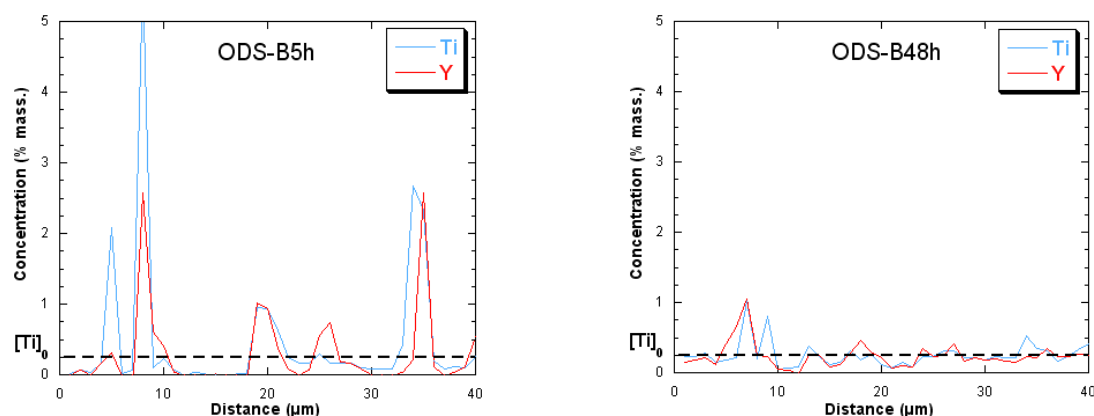 ODS-B5h
Ti
Y
Concentration (% mass.)
5
4
3
2
1
0
0
[Ti]0
0
10
20
30
40
Distance (µm)
ODS-B48h
Ti
Y
Concentration (% mass.)
5
4
3
2
1
0
0
[Ti]0
0
10
20
30
40
Distance (µm)